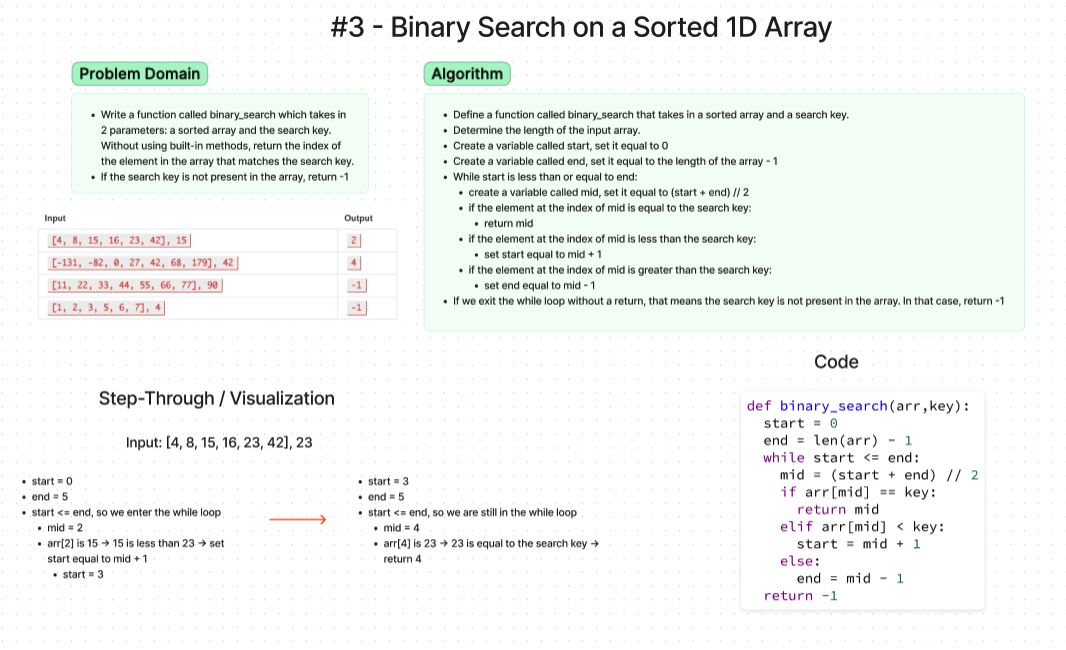 #3 - Binary Search on a Sorted 1D Array
Problem Domain
• Write a function called binary_search which takes in
2 parameters: a sorted array and the search key.
Without using built-in methods, return the index of
the element in the array that matches the search key.
• If the search key is not present in the array, return -1
Input Output
[4, 8, 15, 16, 23, 42], 15 2
[-131, -82, 0, 27, 42, 68, 179], 42 4
[11, 22, 33, 44, 55, 66, 77], 90 -1
[1, 2, 3, 5, 6, 7], 4 -1
Algorithm
• Define a function called binary_search that takes in a sorted array and a search key.
• Determine the length of the input array.
• Create a variable called start, set it equal to 0
• Create a variable called end, set it equal to the length of the array - 1
• While start is less than or equal to end:
• create a variable called mid, set it equal to (start + end) // 2
• if the element at the index of mid is equal to the search key:
• return mid
• if the element at the index of mid is less than the search key:
• set start equal to mid + 1
• if the element at the index of mid is greater than the search key:
• set end equal to mid - 1
• If we exit the while loop without a return, that means the search key is not present in the array. In that case, return -1
Step-Through / Visualization
Input: [4, 8, 15, 16, 23, 42], 23
• start = 0
• end = 5
• start <= end, so we enter the while loop
• mid = 2
• arr[2] is 15 → 15 is less than 23 → set
start equal to mid + 1
• start = 3
• start = 3
• end = 5
• start <= end, so we are still in the while loop
• mid = 4
• arr[4] is 23 → 23 is equal to the search key →
return 4
Code
def binary_search(arr,key):
start = 0
end = len(arr) - 1
while start <= end:
mid = (start + end) // 2
if arr[mid] == key:
return mid
elif arr[mid] < key:
start = mid + 1
else:
end = mid - 1
return -1